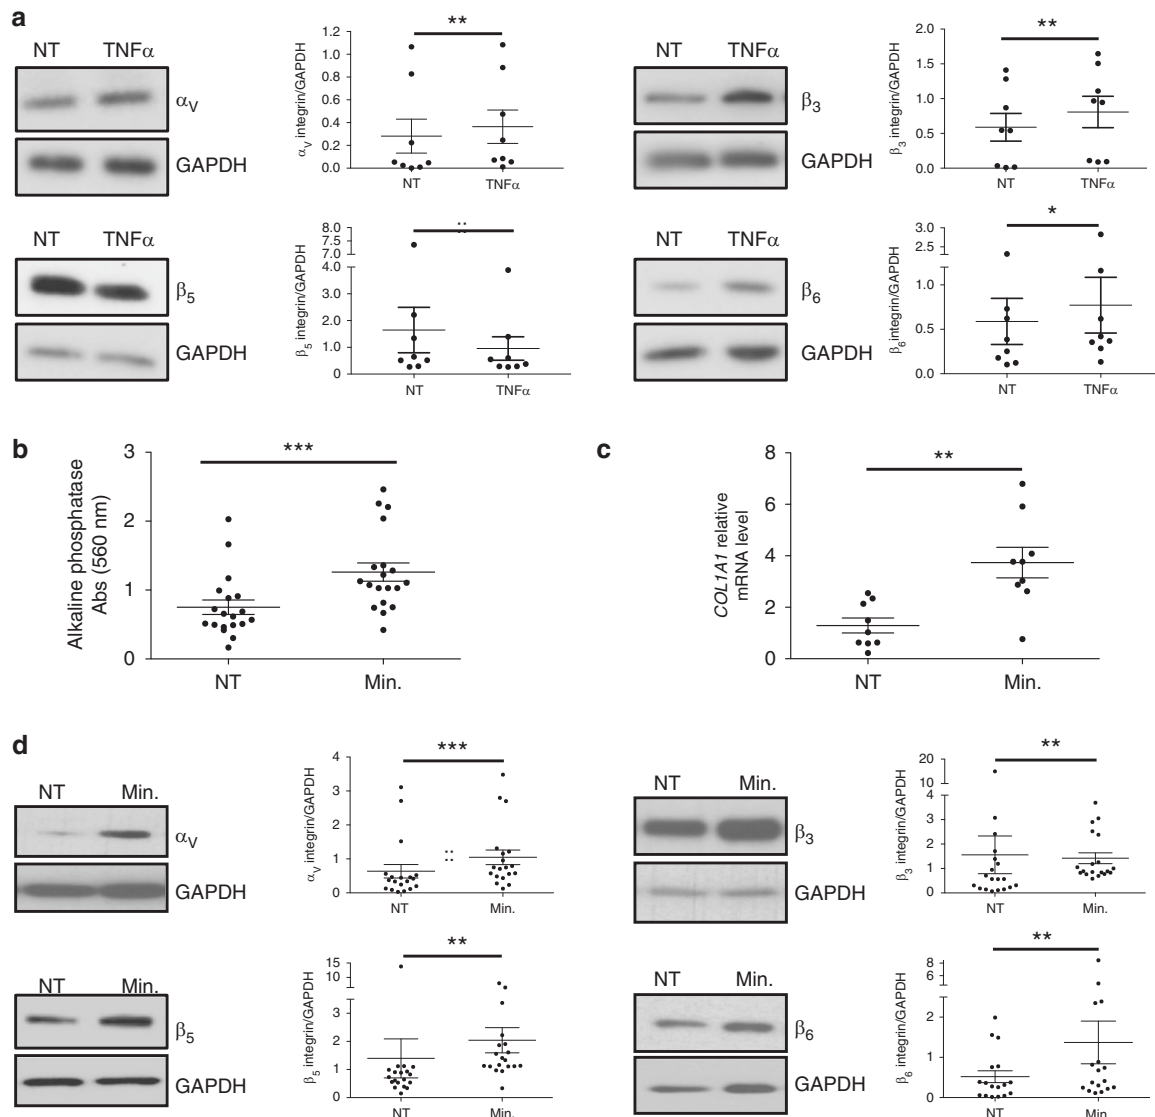 a
NT TNFα
αV
GAPDH
αV integrin/GAPDH
1.2
1.0
0.8
0.6
0.4
0.2
0.0
**
NT TNFα
NT TNFα
β3
GAPDH
β3 integrin/GAPDH
2.0
1.5
1.0
0.5
0.0
**
NT TNFα
NT TNFα
β5
GAPDH
β5 integrin/GAPDH
8.0
7.5
7.0
4.0
3.0
2.0
1.0
0.0
::
NT TNFα
NT TNFα
β6
GAPDH
β6integrin/GAPDH
3.0
2.5
1.0
0.5
0.0
*
NT TNFα
b
Alkaline phosphatase
Abs (560 nm)
3
2
1
0
***
NT Min.
c
COL1A1 relative
mRNA level
8
6
4
2
0
**
NT Min.
d
NT Min.
αV
GAPDH
αV integrin/GAPDH
4
3
2
1
0
***
::
NT Min.
NT Min.
β3
GAPDH
β3 integrin/GAPDH
20
10
4
3
2
1
0
**
NT Min.
NT Min.
β5
GAPDH
β5 integrin/GAPDH
15
10
5
3
2
1
0
**
NT Min.
NT Min.
β6
GAPDH
β6 integrin/GAPDH
8
6
4
2
1
0
**
NT Min.